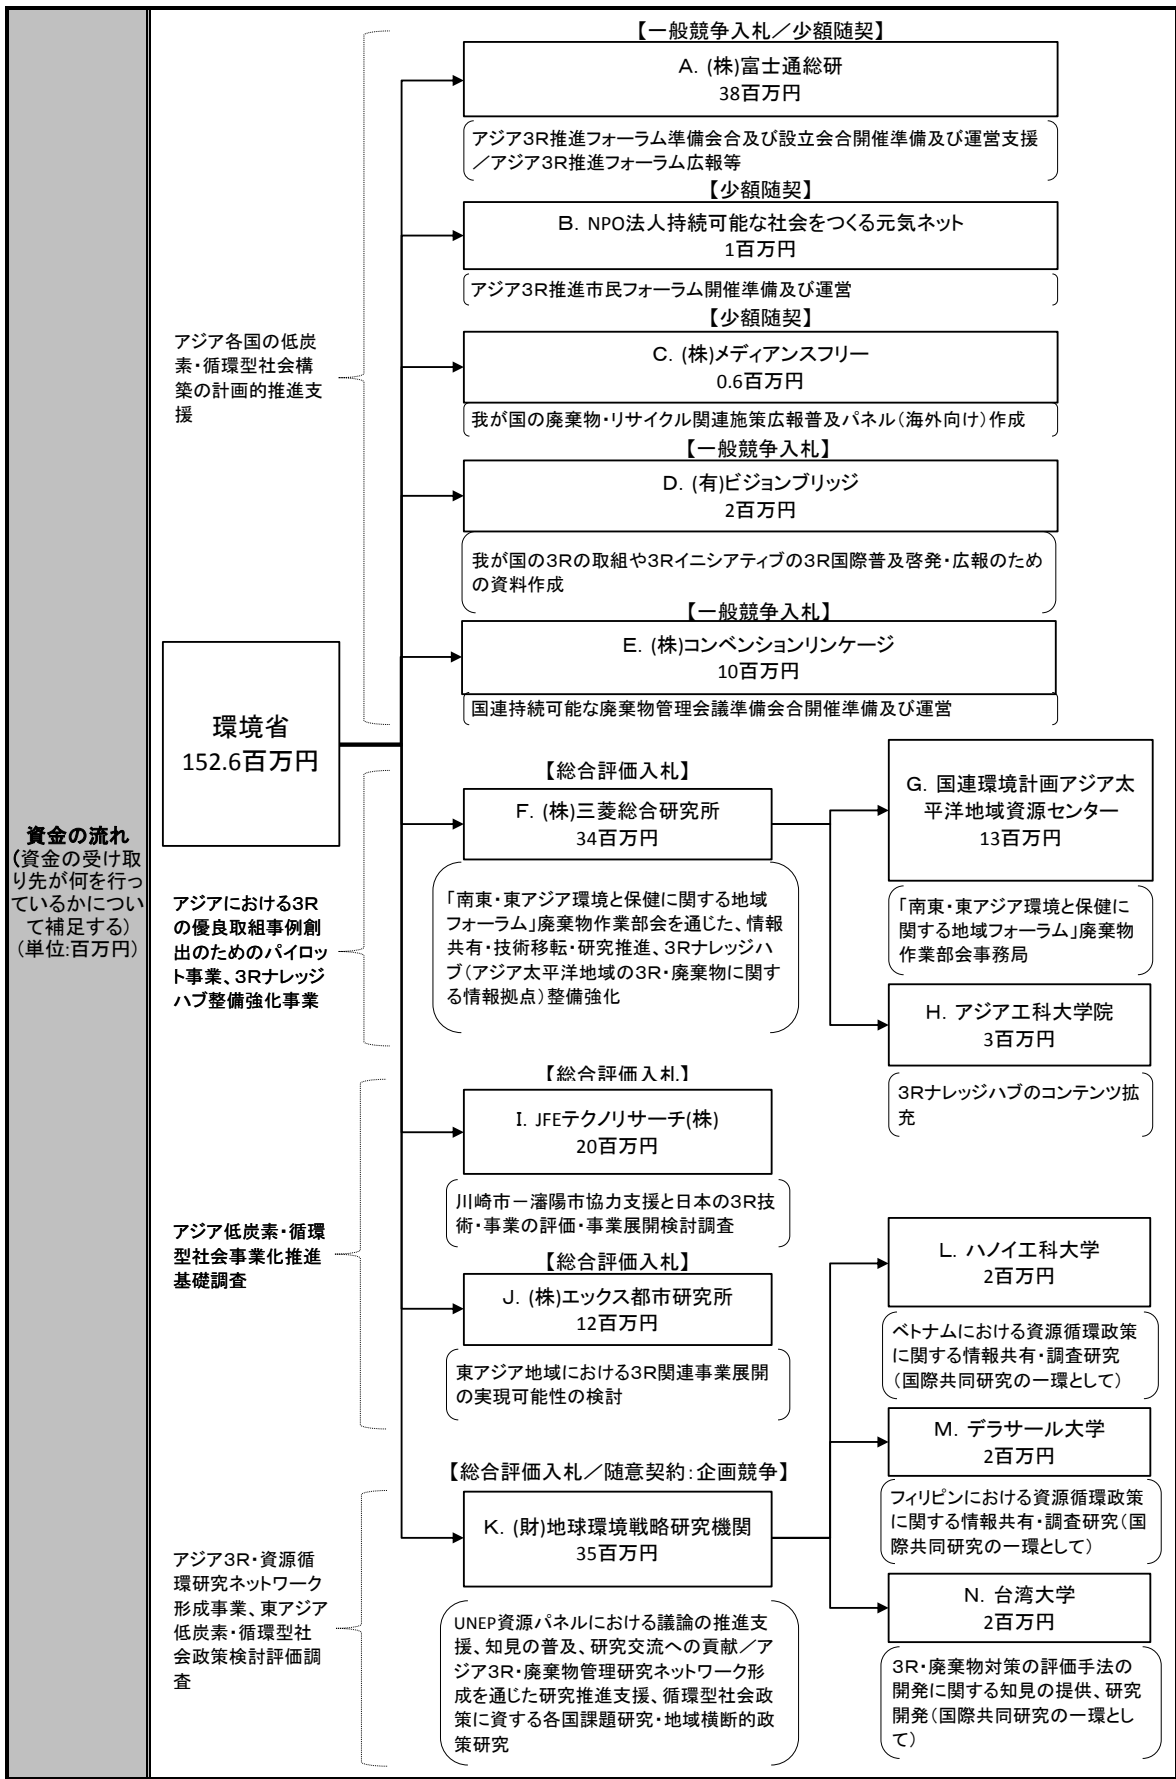 資金の流れ
(資金の受け取
り先が何を行っ
ているかについ
て補足する)
(単位:百万円)
環境省
152.6百万円
アジア各国の低炭
素・循環型社会構
築の計画的推進支
援
【一般競争入札／少額随契】
A. (株)富士通総研
38百万円
アジア3R推進フォーラム準備会合及び設立会合開催準備及び運営支援
／アジア3R推進フォーラム広報等
【少額随契】
B. NPO法人持続可能な社会をつくる元気ネット
1百万円
アジア3R推進市民フォーラム開催準備及び運営
【少額随契】
C. (株)メディアンスフリー
0.6百万円
我が国の廃棄物・リサイクル関連施策広報普及パネル(海外向け)作成
【一般競争入札】
D. (有)ビジョンブリッジ
2百万円
我が国の3Rの取組や3Rイニシアティブの3R国際普及啓発・広報のため
の資料作成
【一般競争入札】
E. (株)コンベンションリンケージ
10百万円
国連持続可能な廃棄物管理会議準備会合開催準備及び運営
アジアにおける3R
の優良取組事例創
出のためのパイロッ
ト事業、3Rナレッジ
ハブ整備強化事業
【総合評価入札】
F. (株)三菱総合研究所
34百万円
「南東・東アジア環境と保健に関する地域
フォーラム」廃棄物作業部会を通じた、情報
共有・技術移転・研究推進、3Rナレッジハ
ブ(アジア太平洋地域の3R・廃棄物に関す
る情報拠点)整備強化
G. 国連環境計画アジア太
平洋地域資源センター
13百万円
「南東・東アジア環境と保健に
関する地域フォーラム」廃棄物
作業部会事務局
H. アジア工科大学院
3百万円
3Rナレッジハブのコンテンツ拡
充
アジア低炭素・循環
型社会事業化推進
基礎調査
【総合評価入札】
I. JFEテクノリサーチ(株)
20百万円
川崎市－瀋陽市協力支援と日本の3R技
術・事業の評価・事業展開検討調査
【総合評価入札】
J. (株)エックス都市研究所
12百万円
東アジア地域における3R関連事業展開
の実現可能性の検討
アジア3R・資源循
環研究ネットワーク
形成事業、東アジア
低炭素・循環型社
会政策検討評価調
査
【総合評価入札／随意契約：企画競争】
K. (財)地球環境戦略研究機関
35百万円
UNEP資源パネルにおける議論の推進支
援、知見の普及、研究交流への貢献／ア
ジア3R・廃棄物管理研究ネットワーク形
成を通じた研究推進支援、循環型社会政
策に資する各国課題研究・地域横断的政
策研究
L. ハノイ工科大学
2百万円
ベトナムにおける資源循環政策
に関する情報共有・調査研究
(国際共同研究の一環として)
M. デラサール大学
2百万円
フィリピンにおける資源循環政策
に関する情報共有・調査研究(国
際共同研究の一環として)
N. 台湾大学
2百万円
3R・廃棄物対策の評価手法の
開発に関する知見の提供、研究
開発(国際共同研究の一環とし
て)